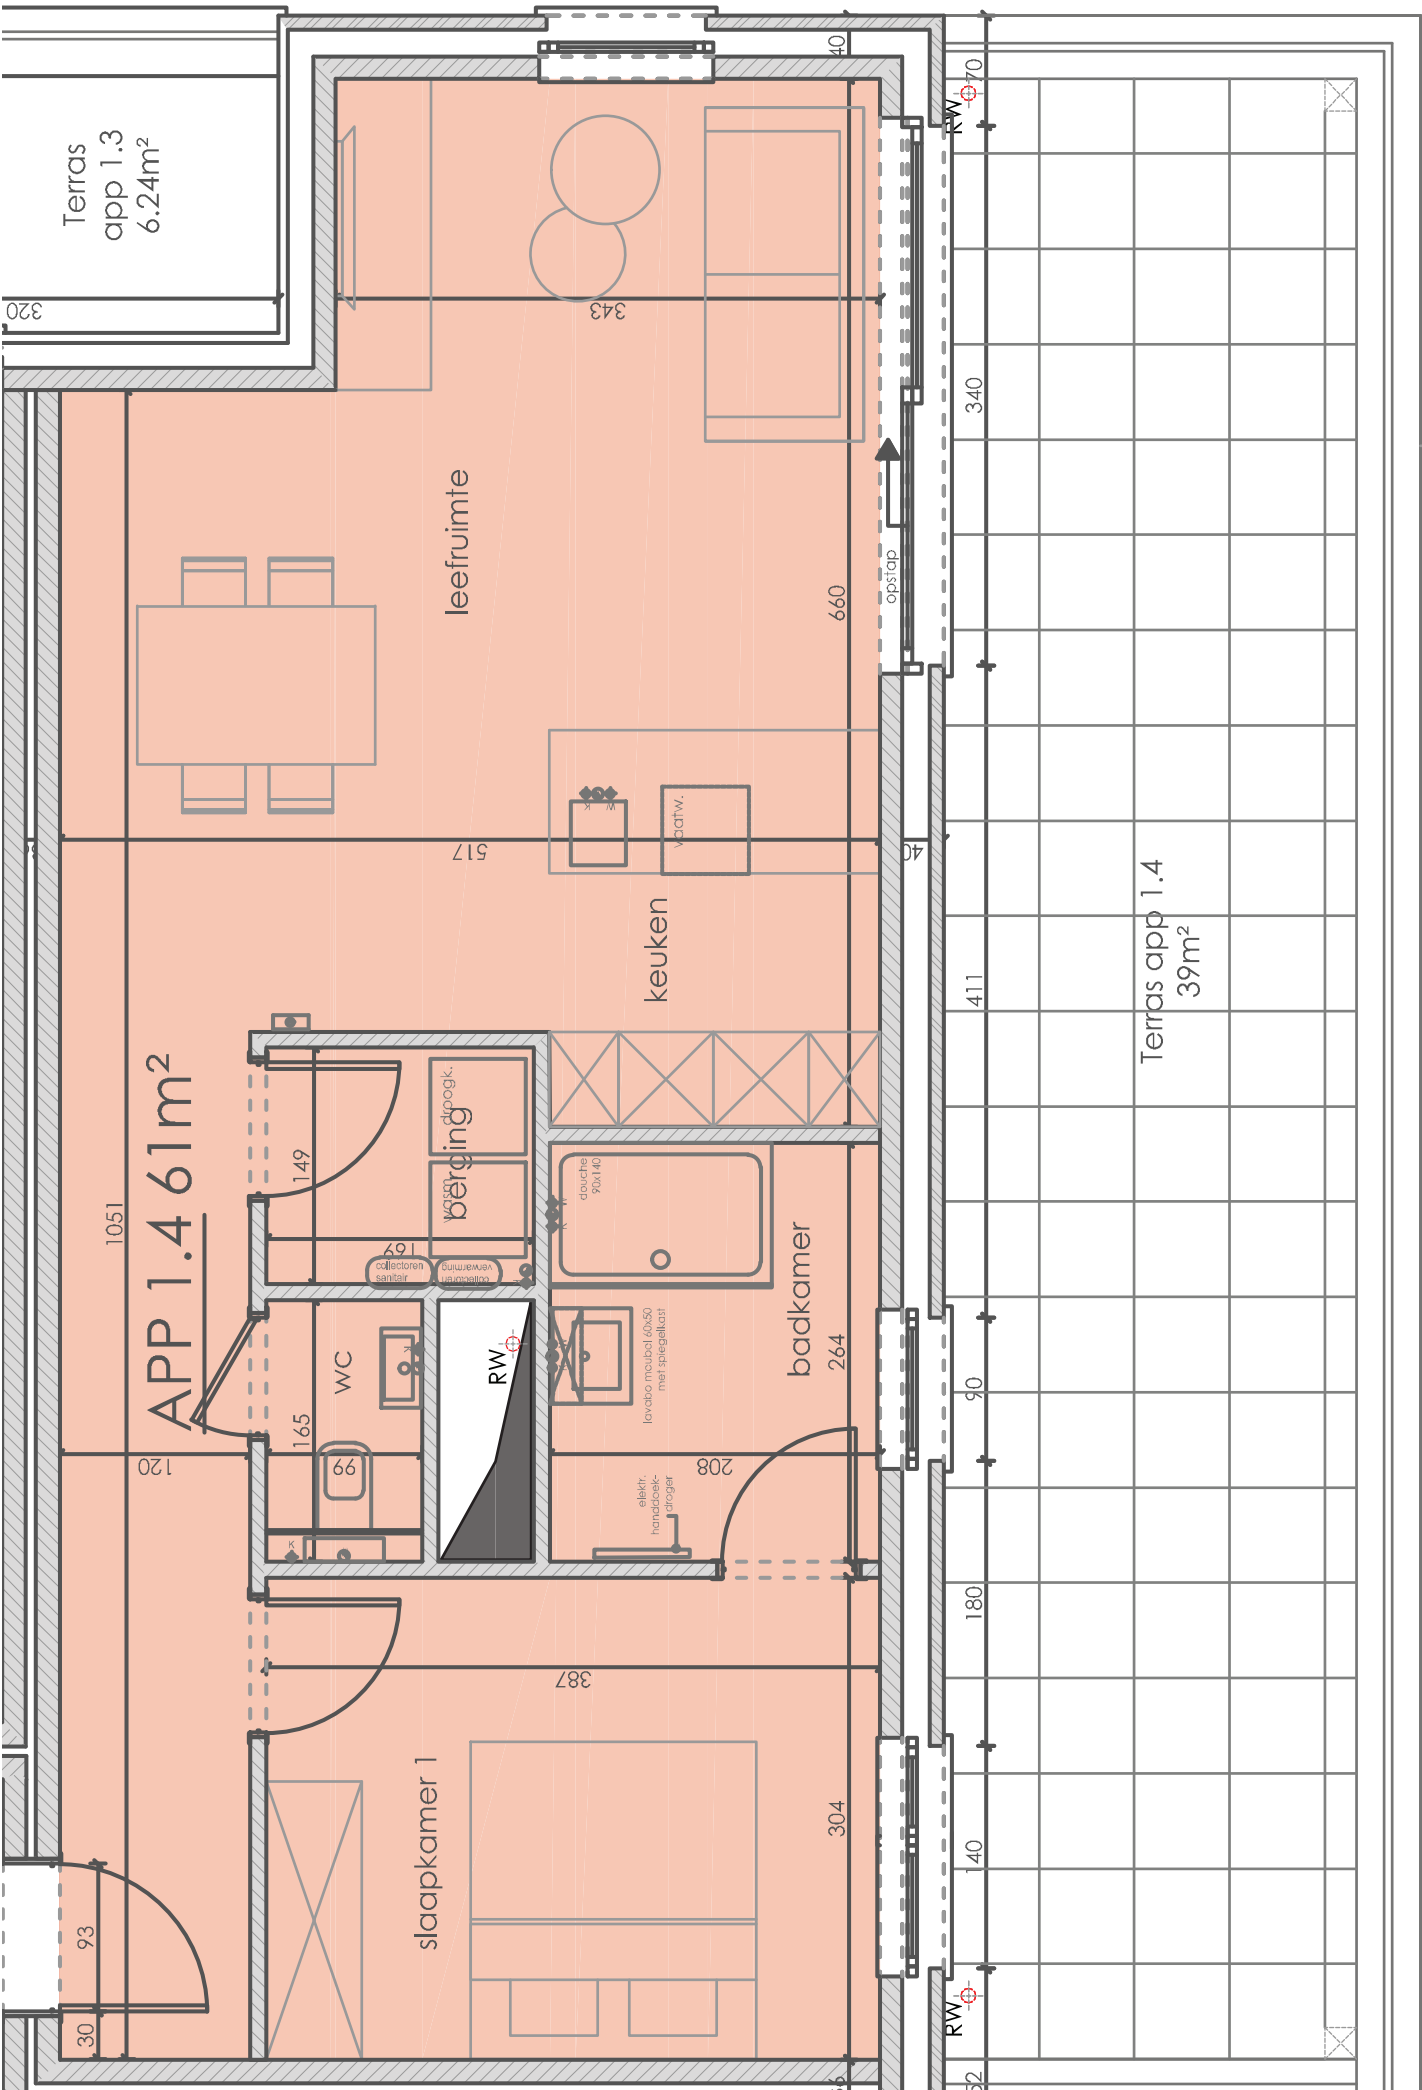 Terras
app 1.3
6.24m²
320
40
70
RW
343
340
leefruimte
660
opstap
K
W
vaatw.
517
40
keuken
411
Terras app 1.4
39m²
APP 1.4 61m²
1051
149
droogk.
berging
wasm.
169
collectoren
sanitair
collectoren
verwarming
douche
90x140
W
K
badkamer
264
90
WC
K
RW
lavabo meubel 60x50
met spiegelkast
165
120
99
208
elektr.
handdoek-
droger
K
387
180
slaapkamer 1
304
140
93
30
RW